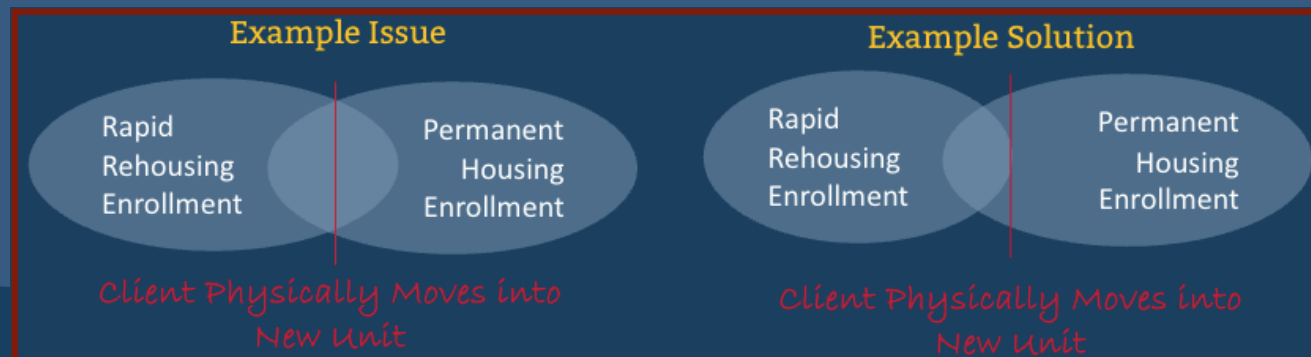 Example Issue
Rapid
Rehousing
Enrollment
Permanent
Housing
Enrollment
Client Physically Moves into
New Unit
Example Solution
Rapid
Rehousing
Enrollment
Permanent
Housing
Enrollment
Client Physically Moves into
New Unit